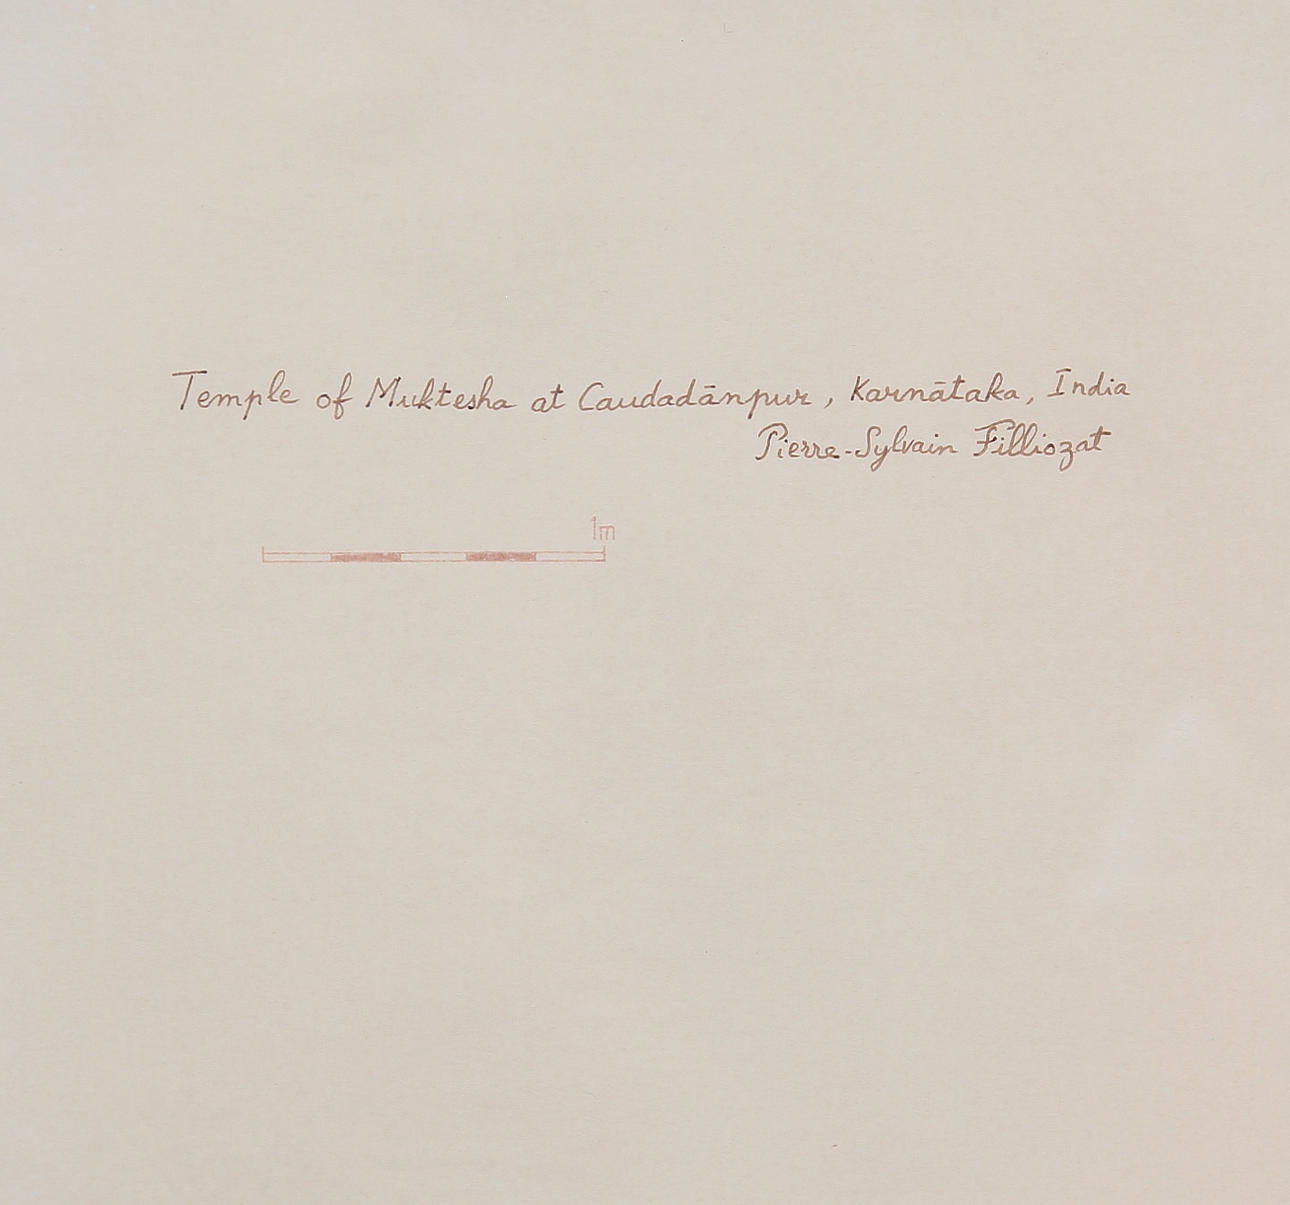 Temple of Muktesha at Caudadānpur, Karnātaka, India
Pierre-Sylvain Filliozat
1m